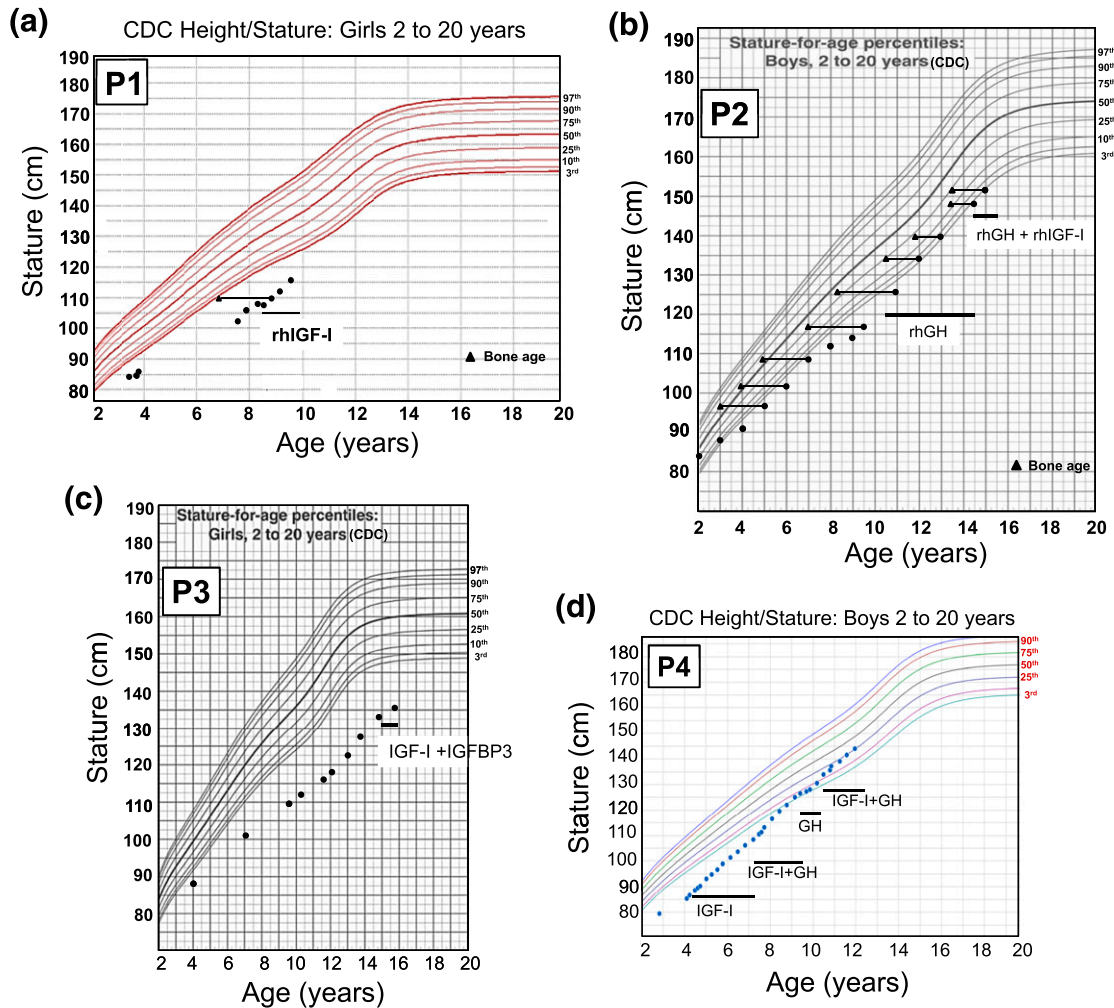 (a)
CDC Height/Stature: Girls 2 to 20 years
P1
190
180
170
160
150
140
130
120
110
100
90
80
Stature (cm)
97th
90th
75th
50th
25th
10th
3rd
rhIGF-I
▲ Bone age
2 4 6 8 10 12 14 16 18 20
Age (years)
(b)
Stature-for-age percentiles:
Boys, 2 to 20 years (CDC)
P2
190
180
170
160
150
140
130
120
110
100
90
80
Stature (cm)
97th
90th
75th
50th
25th
10th
3rd
rhGH + rhIGF-I
rhGH
▲ Bone age
2 4 6 8 10 12 14 16 18 20
Age (years)
(c)
Stature-for-age percentiles:
Girls, 2 to 20 years (CDC)
P3
190
180
170
160
150
140
130
120
110
100
90
80
Stature (cm)
97th
90th
75th
50th
25th
10th
3rd
IGF-I +IGFBP3
2 4 6 8 10 12 14 16 18 20
Age (years)
(d)
CDC Height/Stature: Boys 2 to 20 years
P4
180
170
160
150
140
130
120
110
100
90
80
Stature (cm)
90th
75th
50th
25th
3rd
IGF-I+GH
GH
IGF-I+GH
IGF-I
2 4 6 8 10 12 14 16 18 20
Age (years)